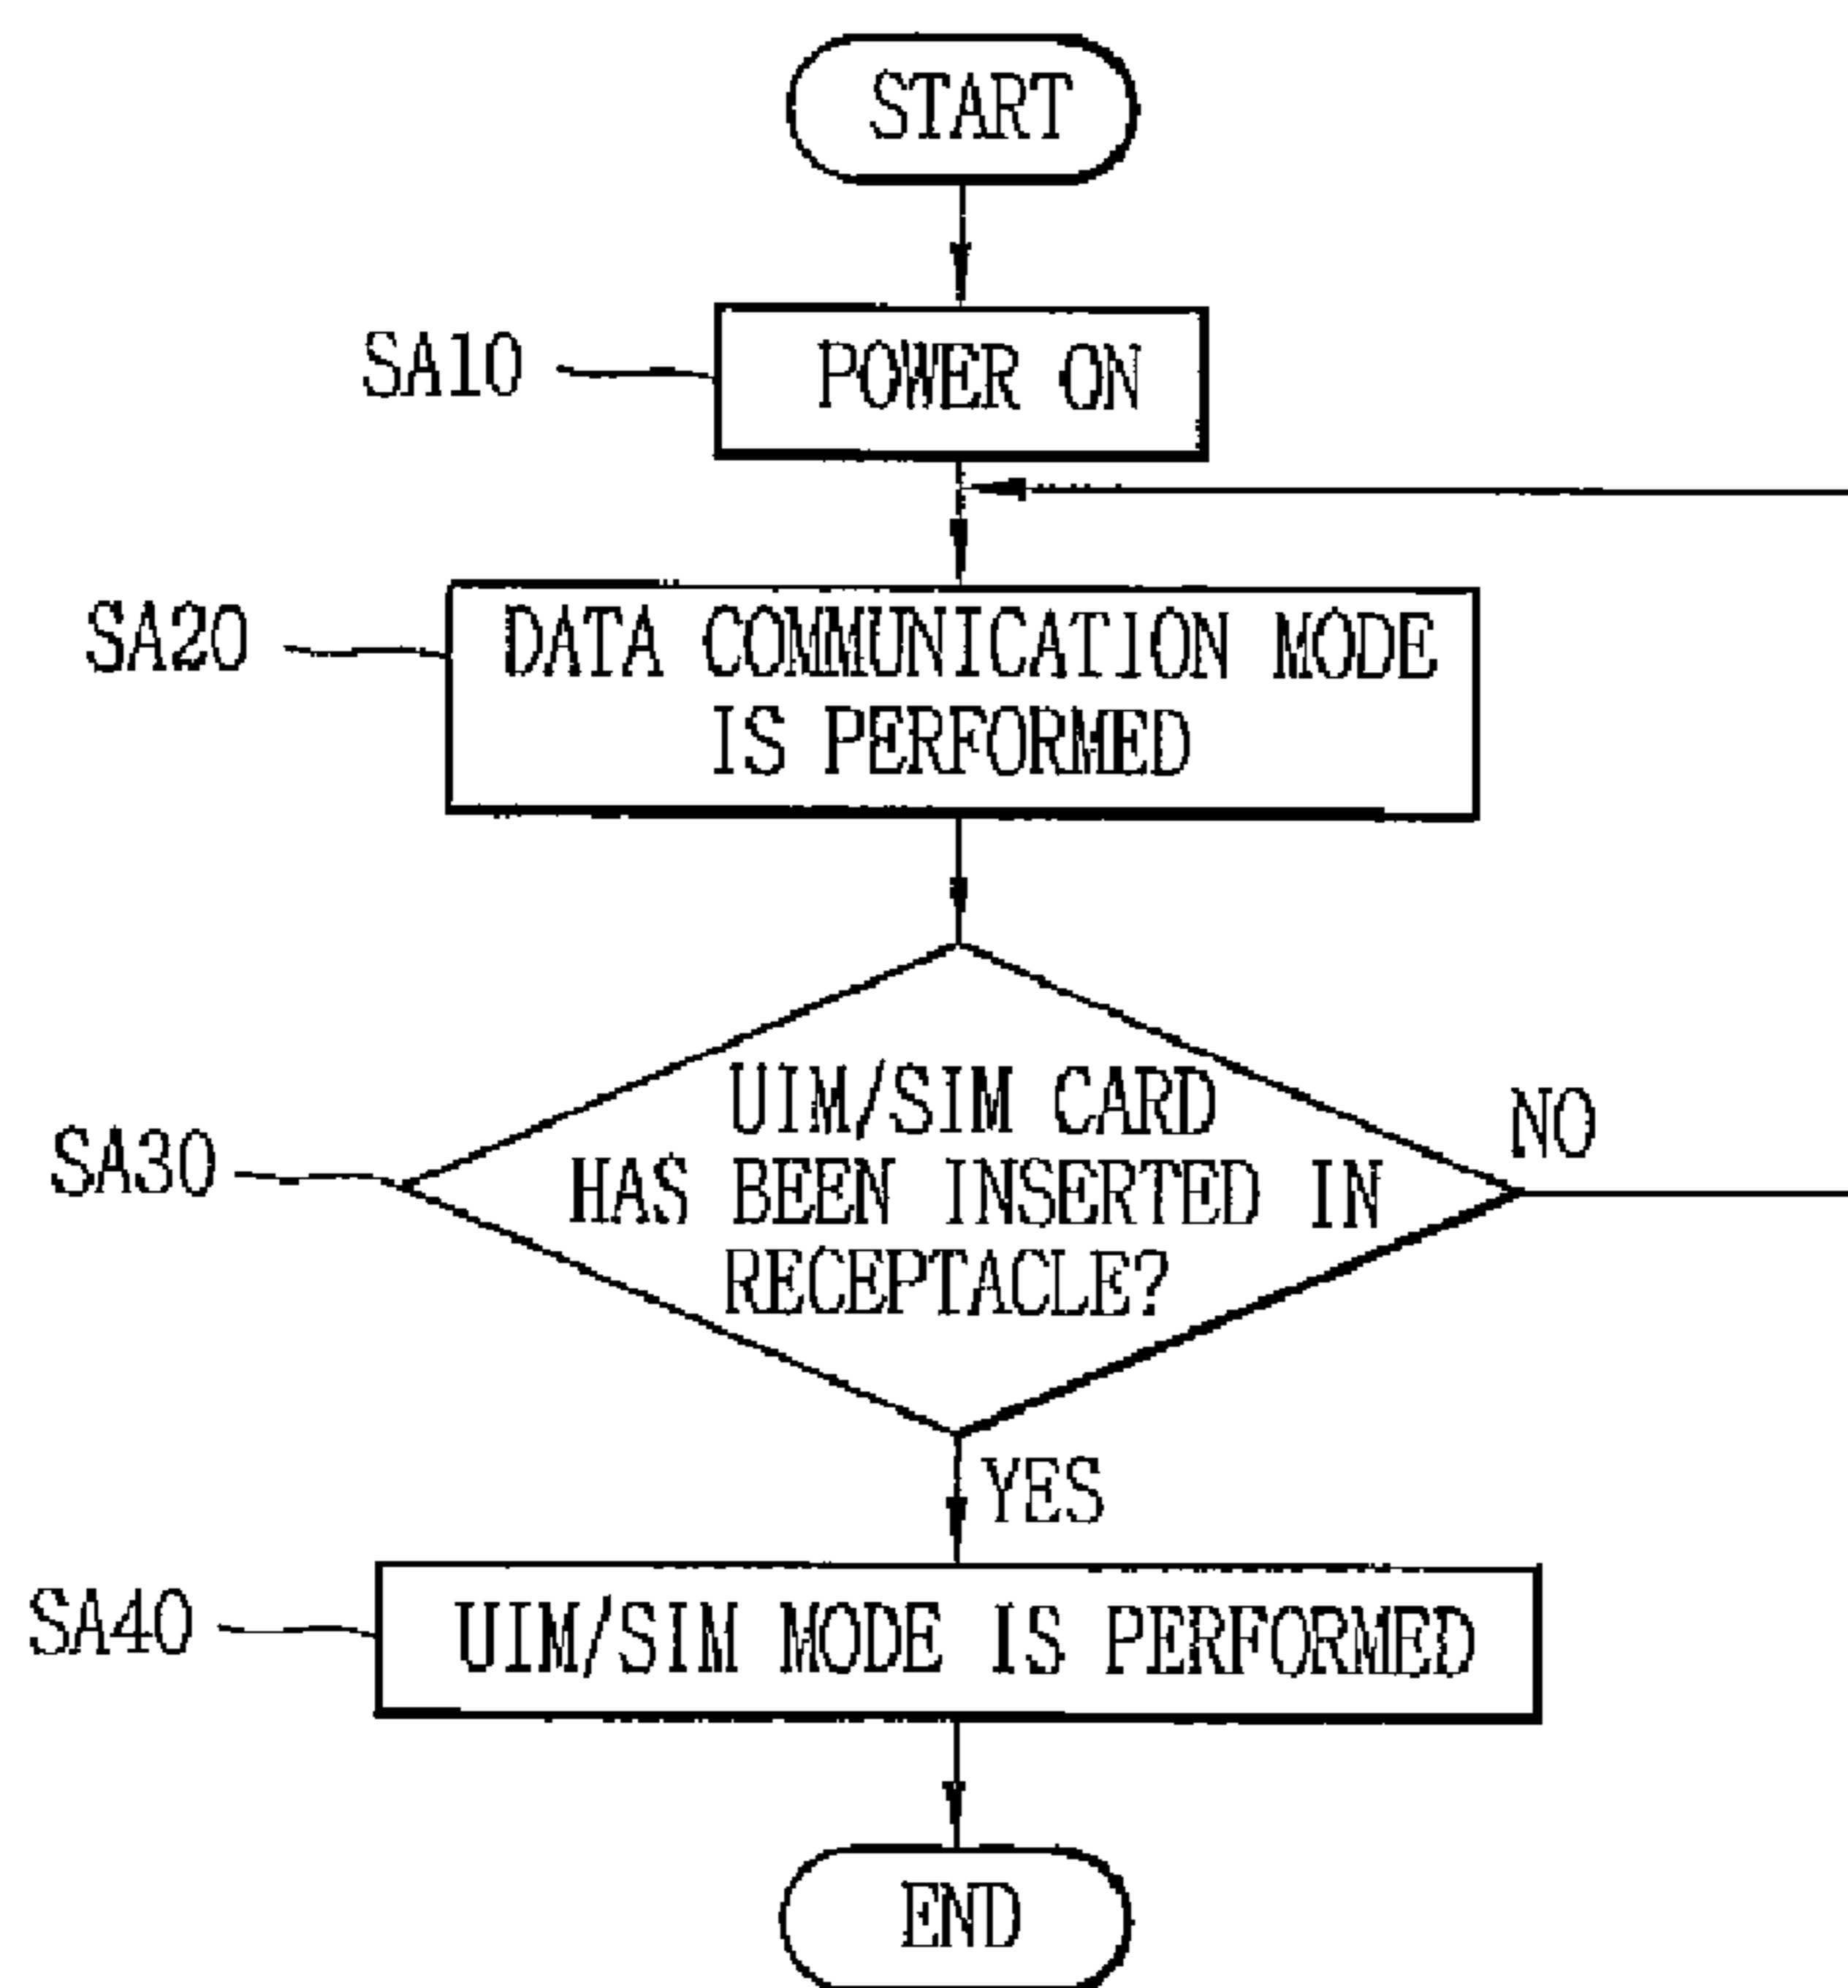 START
SA10
POWER ON
SA20
DATA COMMUNICATION MODE
IS PERFORMED
SA30
UIM/SIM CARD
HAS BEEN INSERTED IN
RECEPTACLE?
NO
YES
SA40
UIM/SIM MODE IS PERFORMED
END